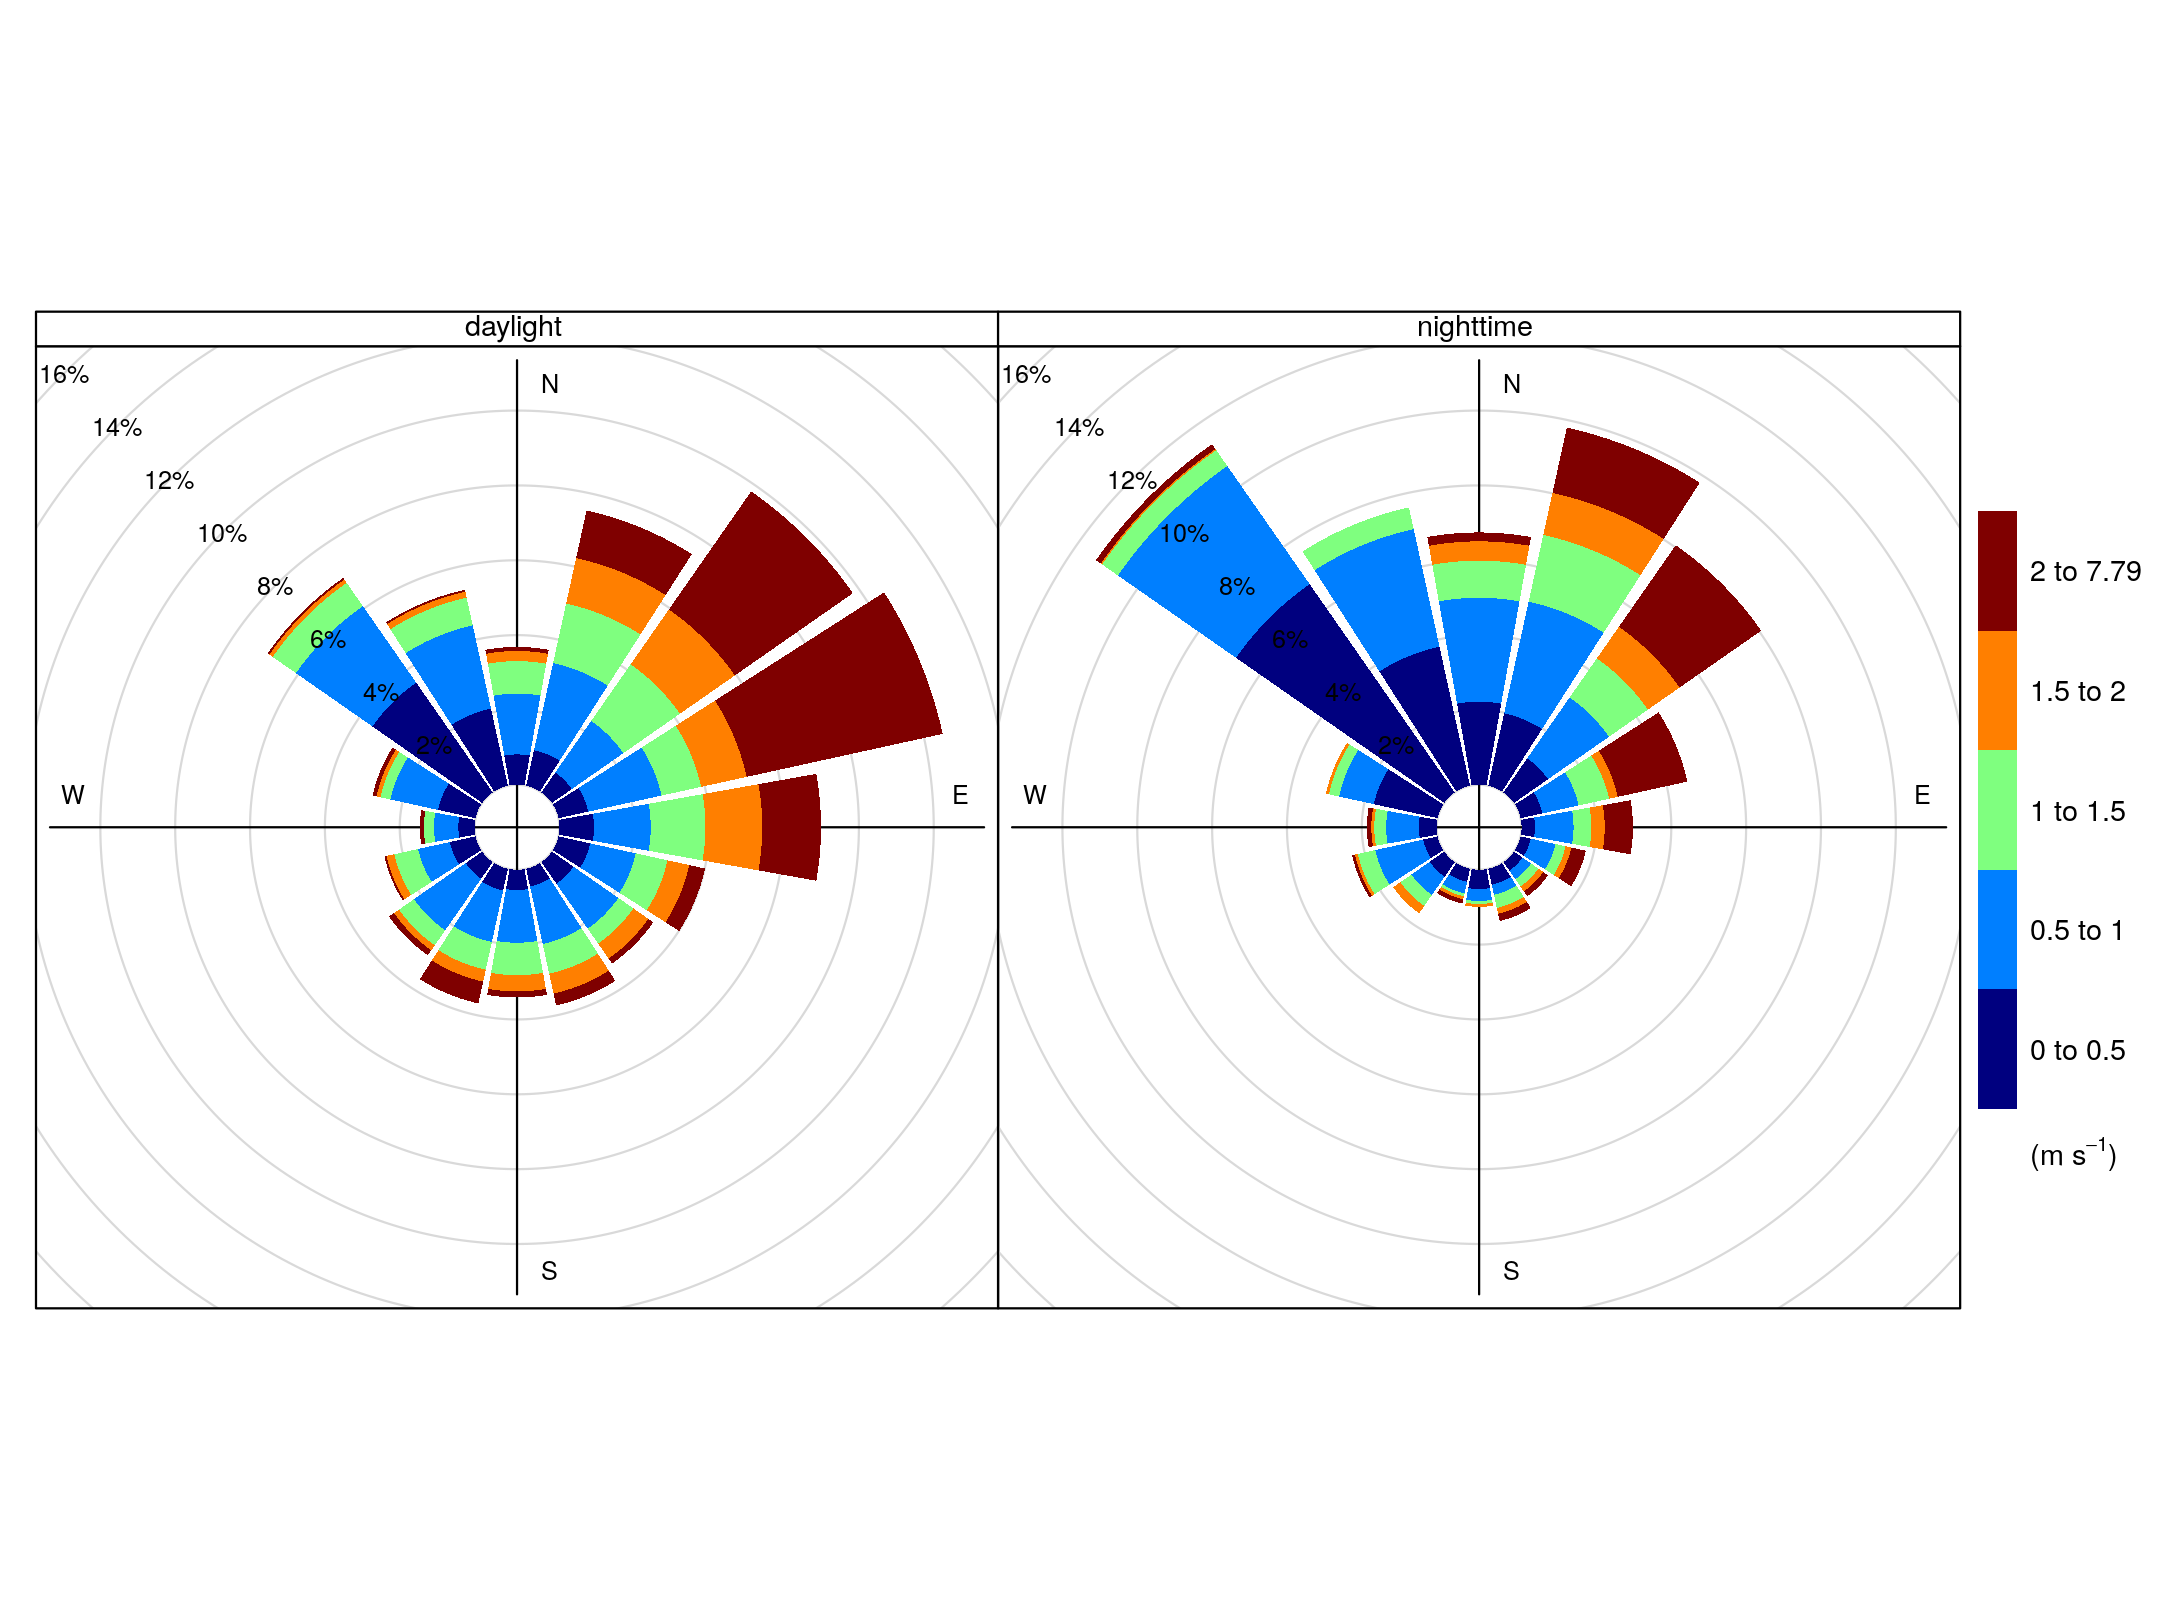 daylight
nighttime
16%
14%
12%
10%
8%
6%
4%
2%
N
W
E
S
16%
14%
12%
10%
8%
6%
4%
2%
N
W
E
S
2 to 7.79
1.5 to 2
1 to 1.5
0.5 to 1
0 to 0.5
(m s⁻¹)